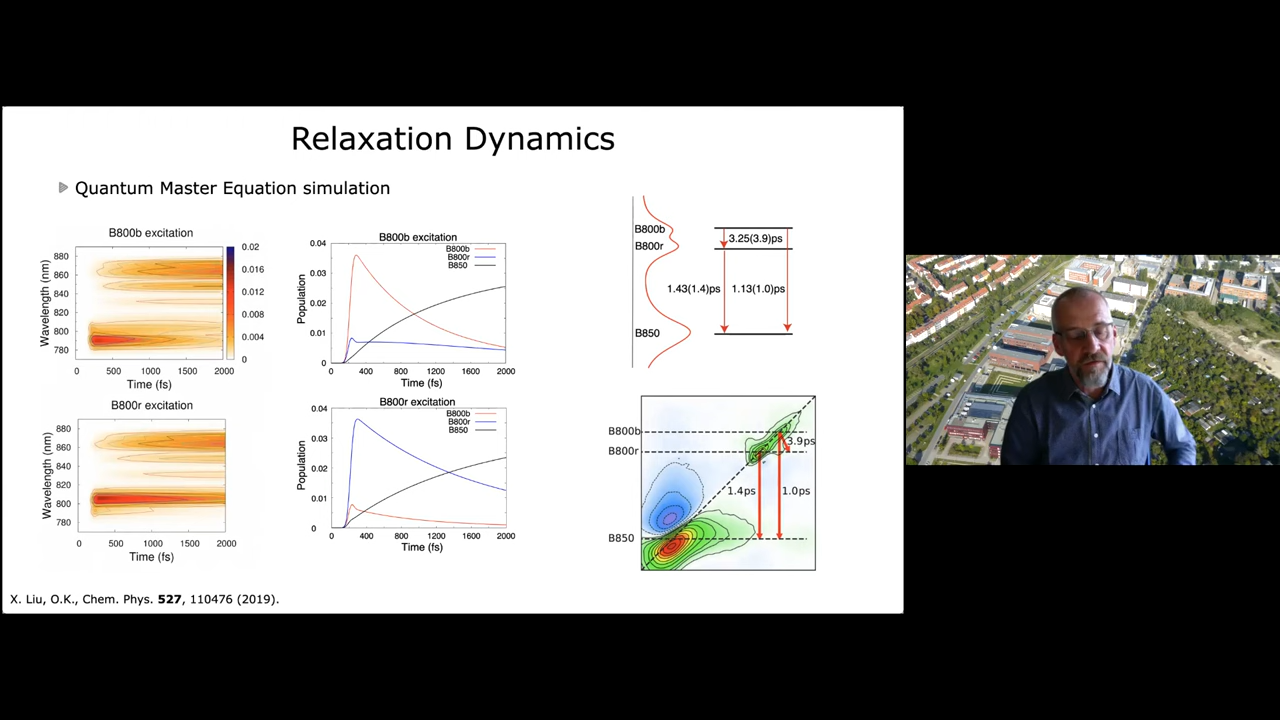 Relaxation Dynamics
Quantum Master Equation simulation
B800b excitation
Wavelength (nm)
880
860
840
820
800
780
0 500 1000 1500 2000
Time (fs)
0.02
0.016
0.012
0.008
0.004
0
B800b excitation
Population
0.04
0.03
0.02
0.01
0
B800b
B800r
B850
0 400 800 1200 1600 2000
Time (fs)
B800r excitation
Wavelength (nm)
880
860
840
820
800
780
0 500 1000 1500 2000
Time (fs)
B800r excitation
Population
0.04
0.03
0.02
0.01
0
B800b
B800r
B850
0 400 800 1200 1600 2000
Time (fs)
B800b
B800r
B850
3.25(3.9)ps
1.43(1.4)ps
1.13(1.0)ps
B800b
B800r
B850
3.9ps
1.4ps
1.0ps
X. Liu, O.K., Chem. Phys. 527, 110476 (2019).